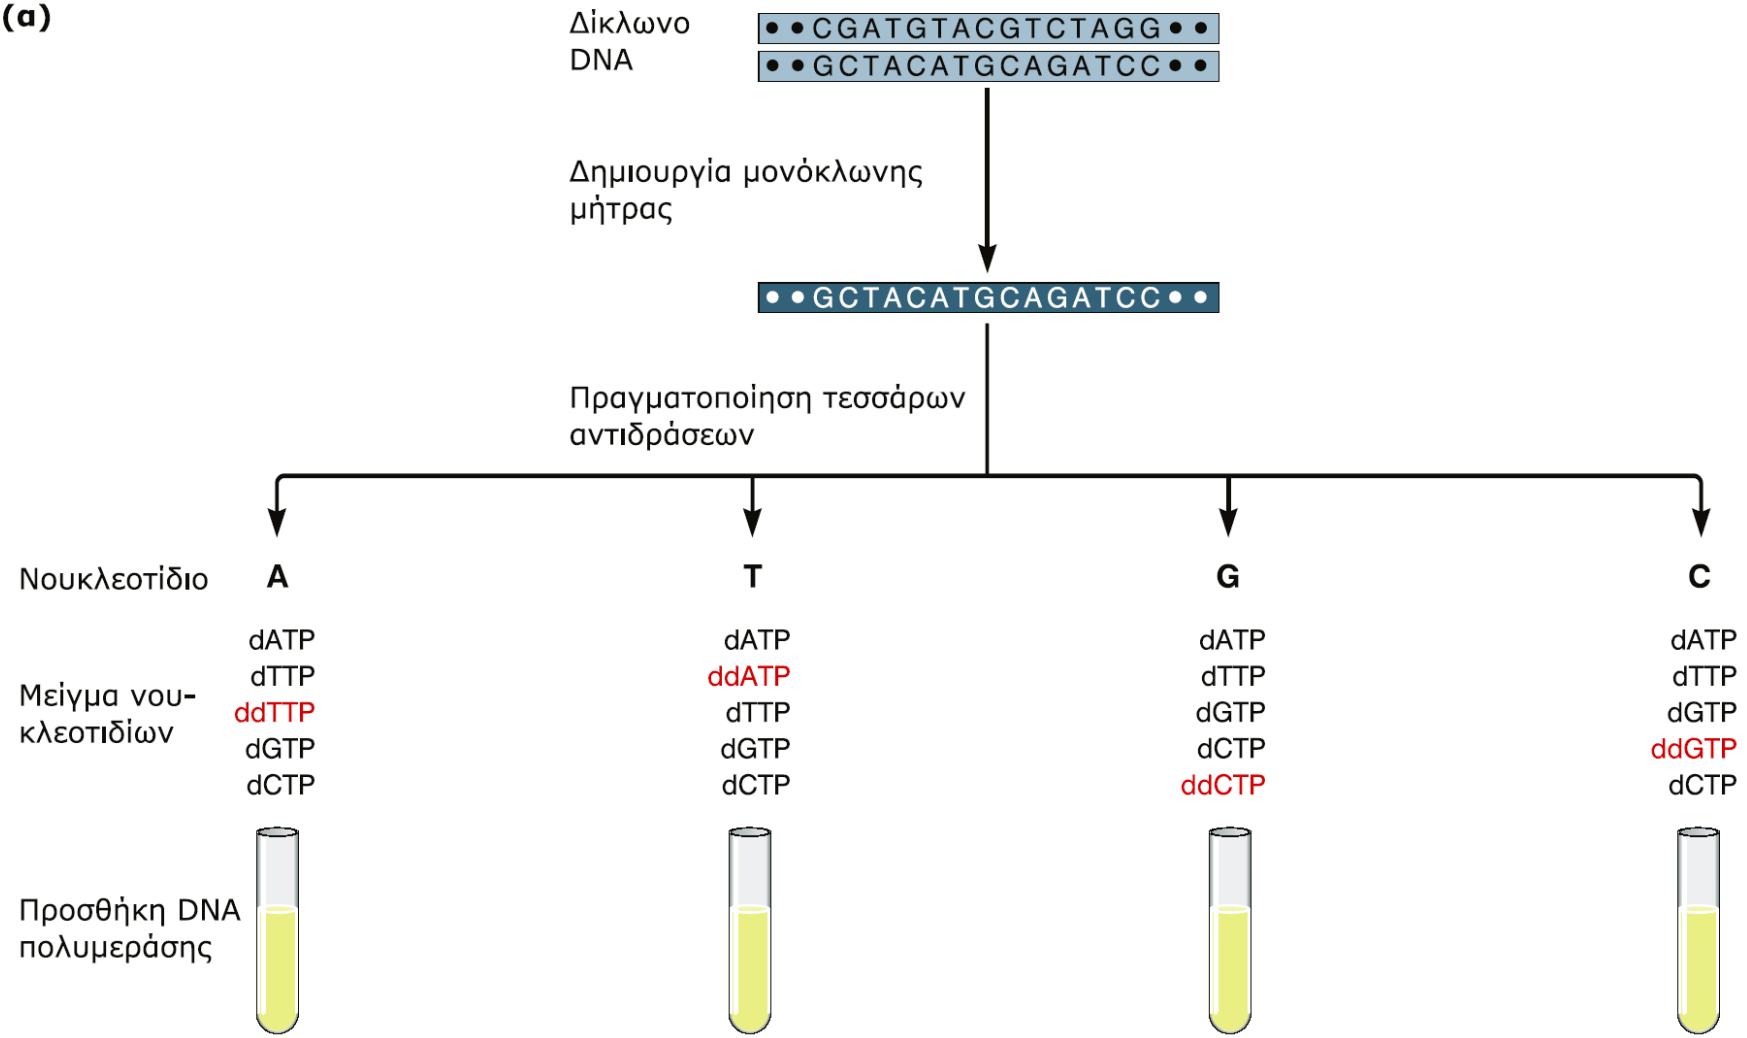 (α)
Δίκλωνο
DNA
••CGATGTACGTCTAGG••
••GCTACATGCAGATCC••
Δημιουργία μονόκλωνης
μήτρας
••GCTACATGCAGATCC••
Πραγματοποίηση τεσσάρων
αντιδράσεων
Νουκλεοτίδιο A T G C
Μείγμα νου-
κλεοτιδίων
dATP
dTTP
ddTTP
dGTP
dCTP
dATP
ddATP
dTTP
dGTP
dCTP
dATP
dTTP
dGTP
dCTP
ddCTP
dATP
dTTP
dGTP
ddGTP
dCTP
Προσθήκη DNA
πολυμεράσης